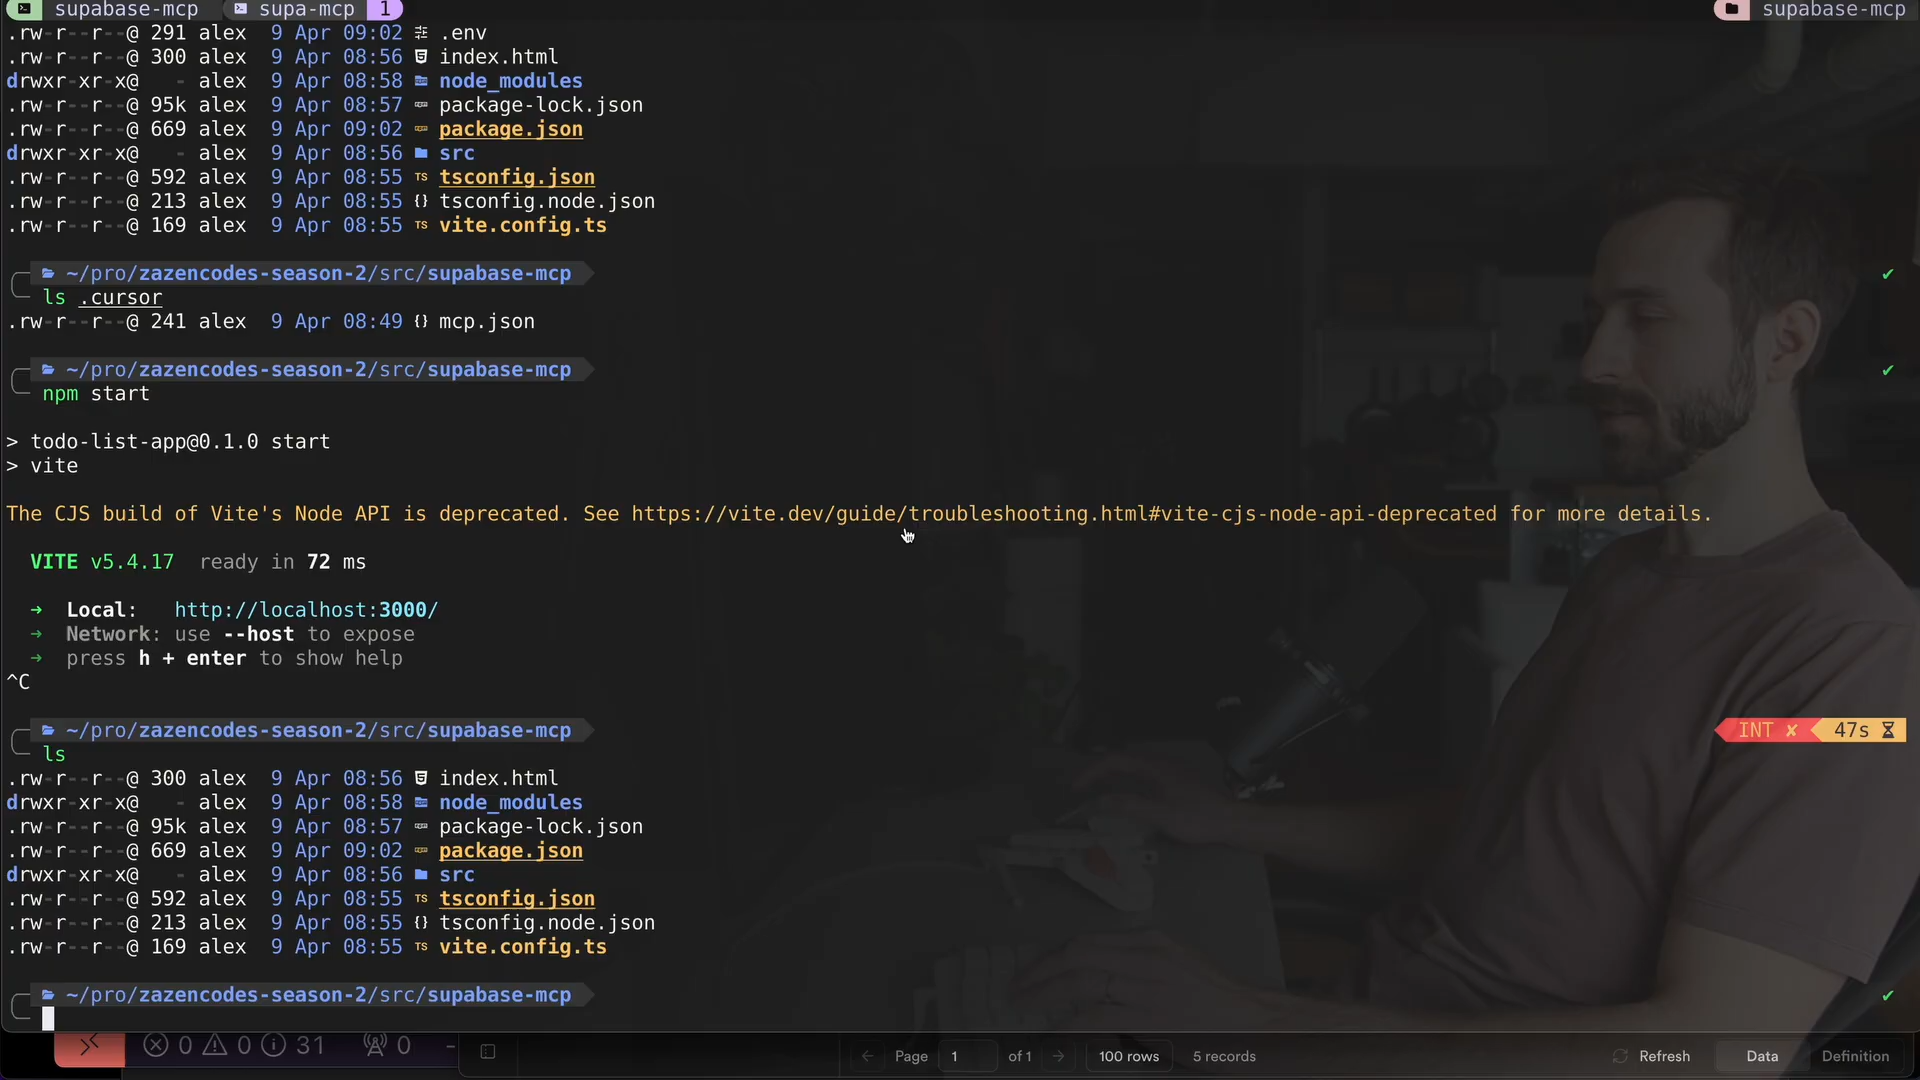 supabase-mcp supa-mcp 1 supabase-mcp
.rw-r--r--@ 291 alex 9 Apr 09:02 .env
.rw-r--r--@ 300 alex 9 Apr 08:56 index.html
drwxr-xr-x@ - alex 9 Apr 08:58 node_modules
.rw-r--r--@ 95k alex 9 Apr 08:57 package-lock.json
.rw-r--r--@ 669 alex 9 Apr 09:02 package.json
drwxr-xr-x@ - alex 9 Apr 08:56 src
.rw-r--r--@ 592 alex 9 Apr 08:55 TS tsconfig.json
.rw-r--r--@ 213 alex 9 Apr 08:55 {} tsconfig.node.json
.rw-r--r--@ 169 alex 9 Apr 08:55 TS vite.config.ts
~/pro/zazencodes-season-2/src/supabase-mcp ✔
ls .cursor
.rw-r--r--@ 241 alex 9 Apr 08:49 {} mcp.json
~/pro/zazencodes-season-2/src/supabase-mcp ✔
npm start
> todo-list-app@0.1.0 start
> vite
The CJS build of Vite's Node API is deprecated. See https://vite.dev/guide/troubleshooting.html#vite-cjs-node-api-deprecated for more details.
VITE v5.4.17 ready in 72 ms
➜ Local: http://localhost:3000/
➜ Network: use --host to expose
➜ press h + enter to show help
^C
~/pro/zazencodes-season-2/src/supabase-mcp INT ✘ 47s
ls
.rw-r--r--@ 300 alex 9 Apr 08:56 index.html
drwxr-xr-x@ - alex 9 Apr 08:58 node_modules
.rw-r--r--@ 95k alex 9 Apr 08:57 package-lock.json
.rw-r--r--@ 669 alex 9 Apr 09:02 package.json
drwxr-xr-x@ - alex 9 Apr 08:56 src
.rw-r--r--@ 592 alex 9 Apr 08:55 TS tsconfig.json
.rw-r--r--@ 213 alex 9 Apr 08:55 {} tsconfig.node.json
.rw-r--r--@ 169 alex 9 Apr 08:55 TS vite.config.ts
~/pro/zazencodes-season-2/src/supabase-mcp ✔
0 0 31 0 - Page 1 of 1 100 rows 5 records Refresh Data Definition